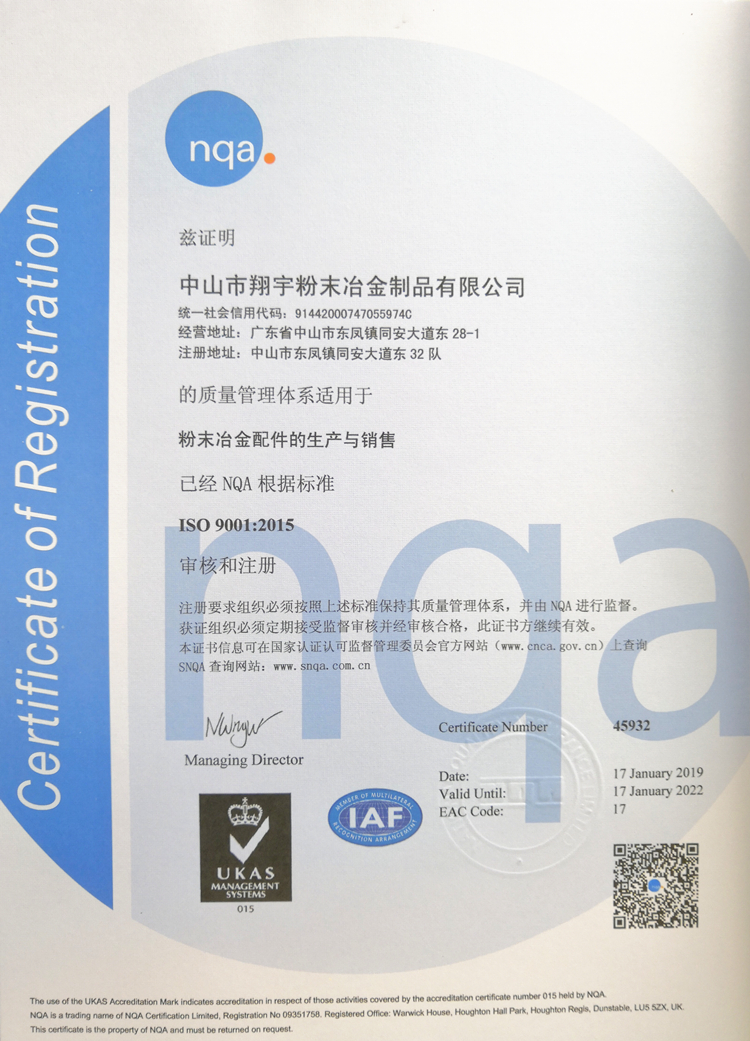 nqa.
Certificate of Registration
兹证明
中山市翔宇粉末冶金制品有限公司
统一社会信用代码：91442000747055974C
经营地址：广东省中山市东凤镇同安大道东 28-1
注册地址：中山市东凤镇同安大道东 32 队
的质量管理体系适用于
粉末冶金配件的生产与销售
已经 NQA 根据标准
ISO 9001:2015
审核和注册
注册要求组织必须按照上述标准保持其质量管理体系，并由 NQA 进行监督。
获证组织必须定期接受监督审核并经审核合格，此证书方继续有效。
本证书信息可在国家认证认可监督管理委员会官方网站（www.cnca.gov.cn）上查询
SNQA 查询网站：www.snqa.com.cn
nqa
Managing Director
Certificate Number 45932
Date: 17 January 2019
Valid Until: 17 January 2022
EAC Code: 17
UKAS
MANAGEMENT
SYSTEMS
015
MEMBER OF MULTILATERAL
IAF
RECOGNITION ARRANGEMENT
The use of the UKAS Accreditation Mark indicates accreditation in respect of those activities covered by the accreditation certificate number 015 held by NQA.
NQA is a trading name of NQA Certification Limited, Registration No 09351758. Registered Office: Warwick House, Houghton Hall Park, Houghton Regis, Dunstable, LU5 5ZX, UK.
This certificate is the property of NQA and must be returned on request.